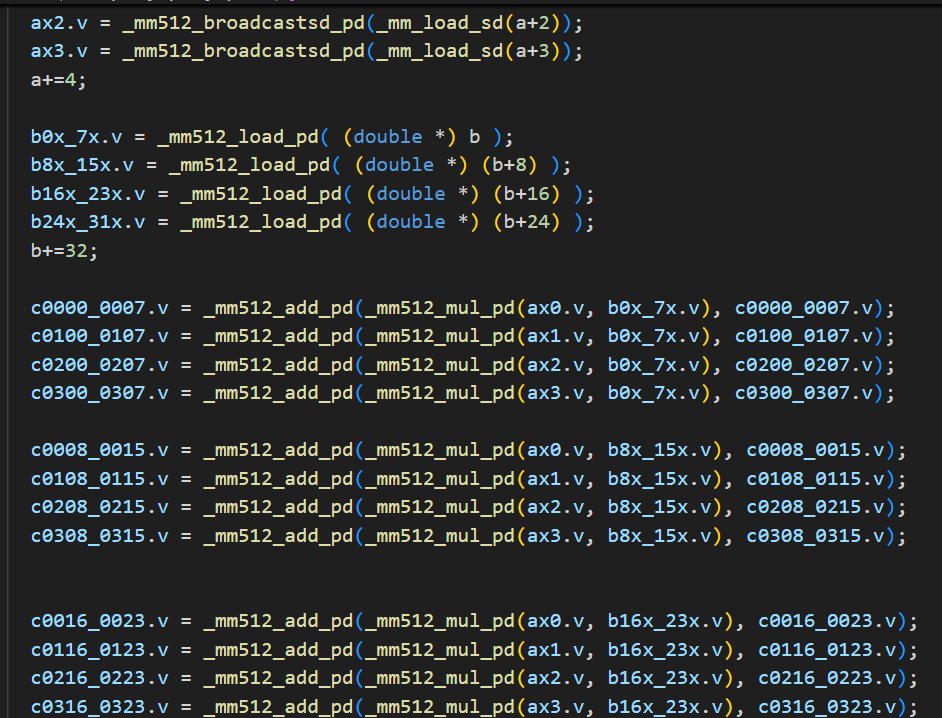 ax2.v = _mm512_broadcastsd_pd(_mm_load_sd(a+2));
ax3.v = _mm512_broadcastsd_pd(_mm_load_sd(a+3));
a+=4;
b0x_7x.v = _mm512_load_pd( (double *) b );
b8x_15x.v = _mm512_load_pd( (double *) (b+8) );
b16x_23x.v = _mm512_load_pd( (double *) (b+16) );
b24x_31x.v = _mm512_load_pd( (double *) (b+24) );
b+=32;
c0000_0007.v = _mm512_add_pd(_mm512_mul_pd(ax0.v, b0x_7x.v), c0000_0007.v);
c0100_0107.v = _mm512_add_pd(_mm512_mul_pd(ax1.v, b0x_7x.v), c0100_0107.v);
c0200_0207.v = _mm512_add_pd(_mm512_mul_pd(ax2.v, b0x_7x.v), c0200_0207.v);
c0300_0307.v = _mm512_add_pd(_mm512_mul_pd(ax3.v, b0x_7x.v), c0300_0307.v);
c0008_0015.v = _mm512_add_pd(_mm512_mul_pd(ax0.v, b8x_15x.v), c0008_0015.v);
c0108_0115.v = _mm512_add_pd(_mm512_mul_pd(ax1.v, b8x_15x.v), c0108_0115.v);
c0208_0215.v = _mm512_add_pd(_mm512_mul_pd(ax2.v, b8x_15x.v), c0208_0215.v);
c0308_0315.v = _mm512_add_pd(_mm512_mul_pd(ax3.v, b8x_15x.v), c0308_0315.v);
c0016_0023.v = _mm512_add_pd(_mm512_mul_pd(ax0.v, b16x_23x.v), c0016_0023.v);
c0116_0123.v = _mm512_add_pd(_mm512_mul_pd(ax1.v, b16x_23x.v), c0116_0123.v);
c0216_0223.v = _mm512_add_pd(_mm512_mul_pd(ax2.v, b16x_23x.v), c0216_0223.v);
c0316_0323.v = _mm512_add_pd(_mm512_mul_pd(ax3.v, b16x_23x.v), c0316_0323.v);